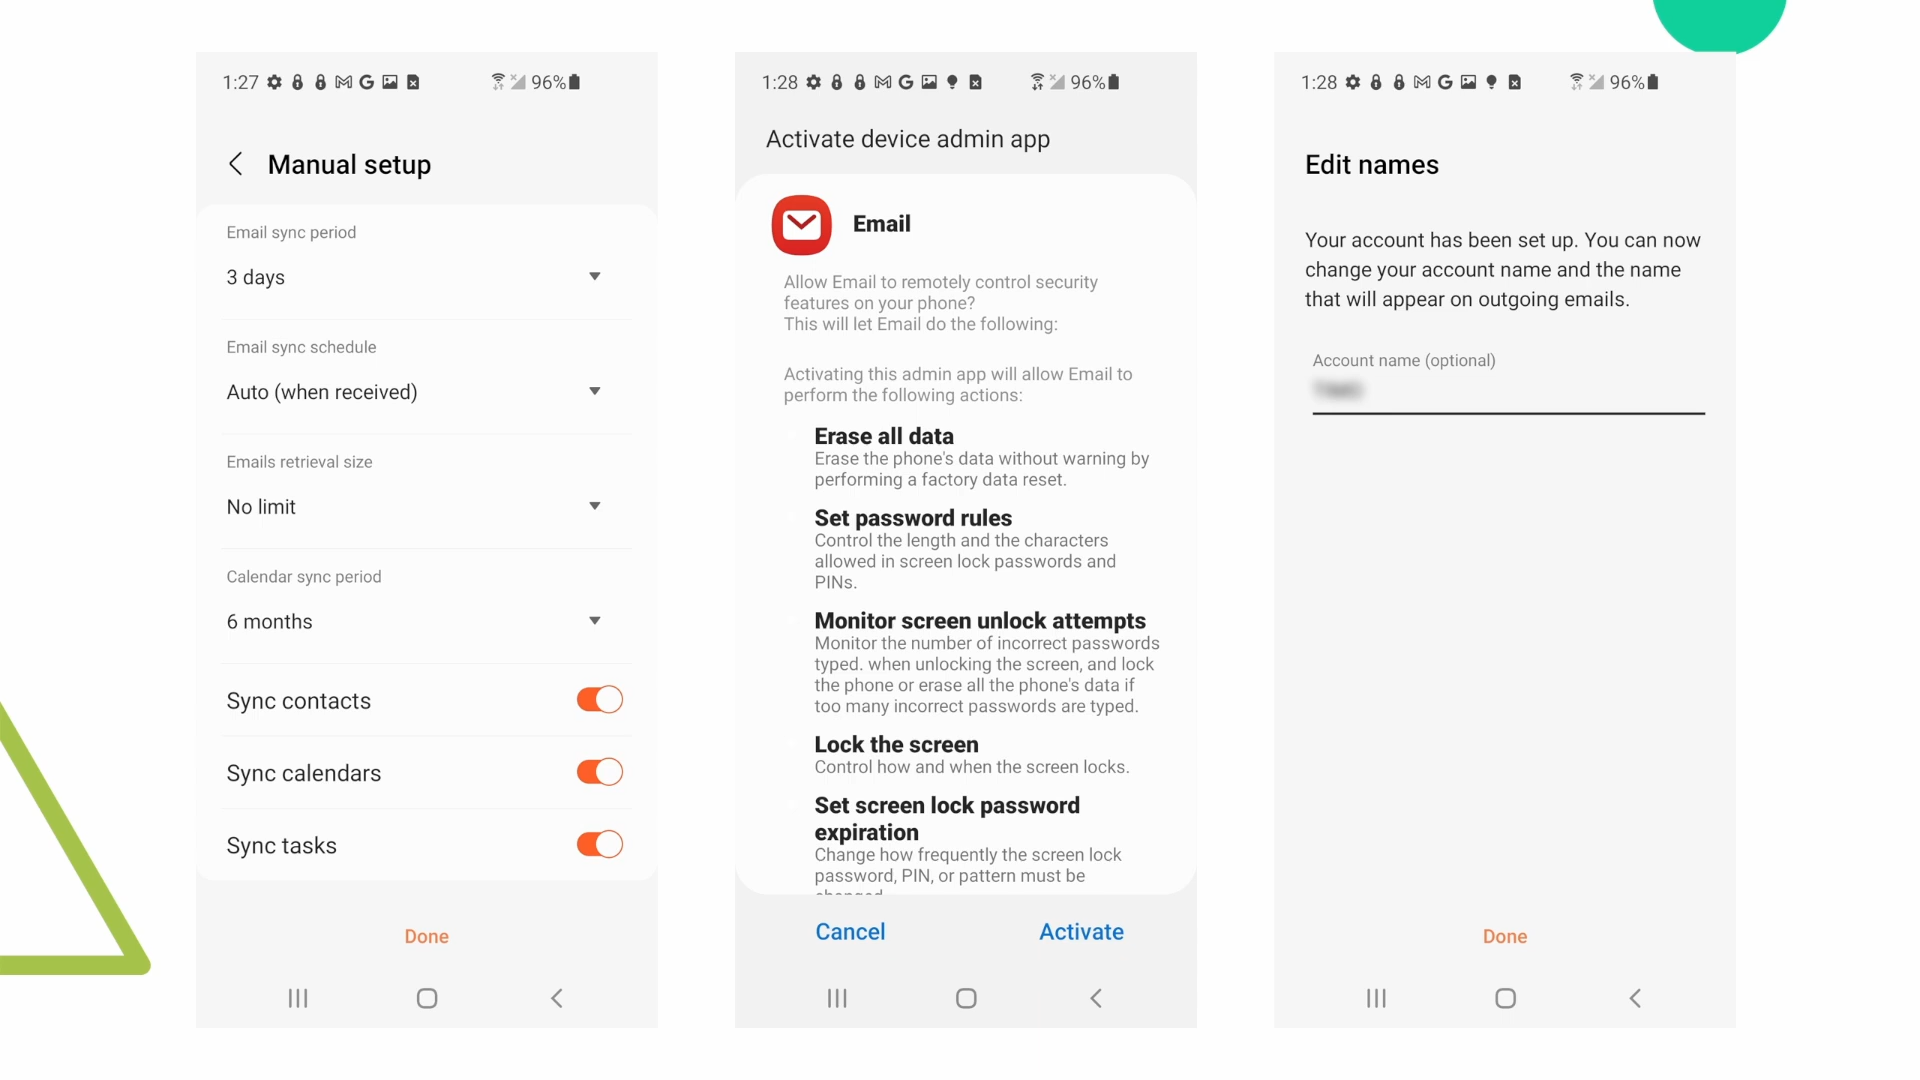 1:27 96%
Manual setup
Email sync period
3 days
Email sync schedule
Auto (when received)
Emails retrieval size
No limit
Calendar sync period
6 months
Sync contacts
Sync calendars
Sync tasks
Done
1:28 96%
Activate device admin app
Email
Allow Email to remotely control security
features on your phone?
This will let Email do the following:
Activating this admin app will allow Email to
perform the following actions:
Erase all data
Erase the phone's data without warning by
performing a factory data reset.
Set password rules
Control the length and the characters
allowed in screen lock passwords and
PINs.
Monitor screen unlock attempts
Monitor the number of incorrect passwords
typed. when unlocking the screen, and lock
the phone or erase all the phone's data if
too many incorrect passwords are typed.
Lock the screen
Control how and when the screen locks.
Set screen lock password
expiration
Change how frequently the screen lock
password, PIN, or pattern must be
Cancel Activate
1:28 96%
Edit names
Your account has been set up. You can now
change your account name and the name
that will appear on outgoing emails.
Account name (optional)
Done